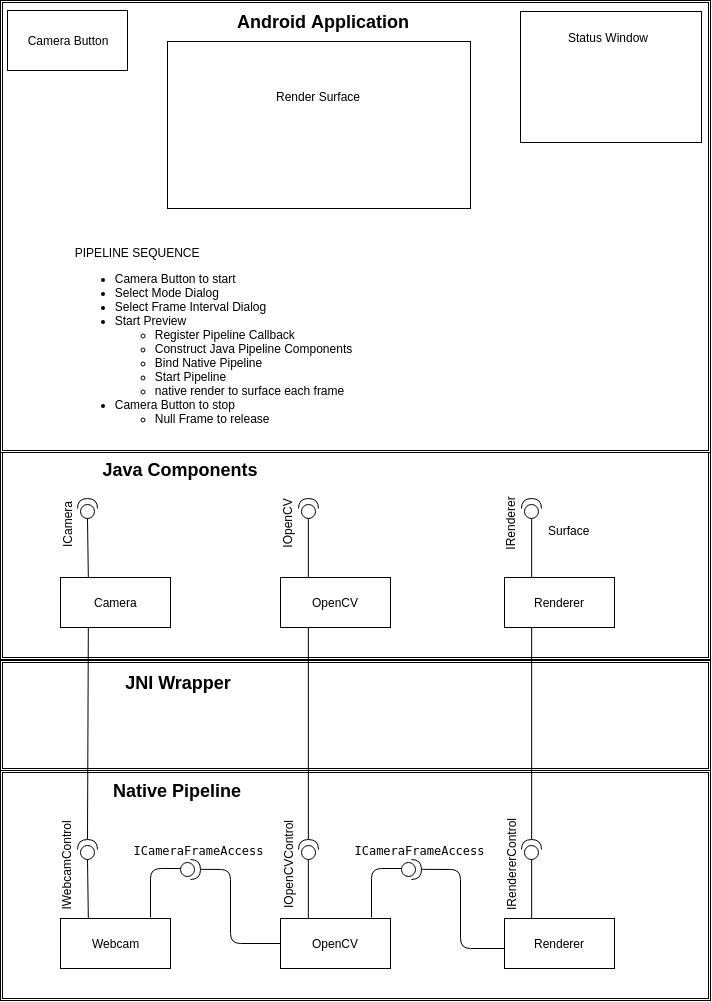 Android Application
Camera Button
Status Window
Render Surface
PIPELINE SEQUENCE
Camera Button to start
Select Mode Dialog
Select Frame Interval Dialog
Start Preview
Register Pipeline Callback
Construct Java Pipeline Components
Bind Native Pipeline
Start Pipeline
native render to surface each frame
Camera Button to stop
Null Frame to release
Java Components
ICamera
IOpenCV
IRenderer
Surface
Camera
OpenCV
Renderer
JNI Wrapper
Native Pipeline
IWebcamControl
ICameraFrameAccess
IOpenCVControl
ICameraFrameAccess
IRendererControl
Webcam
OpenCV
Renderer